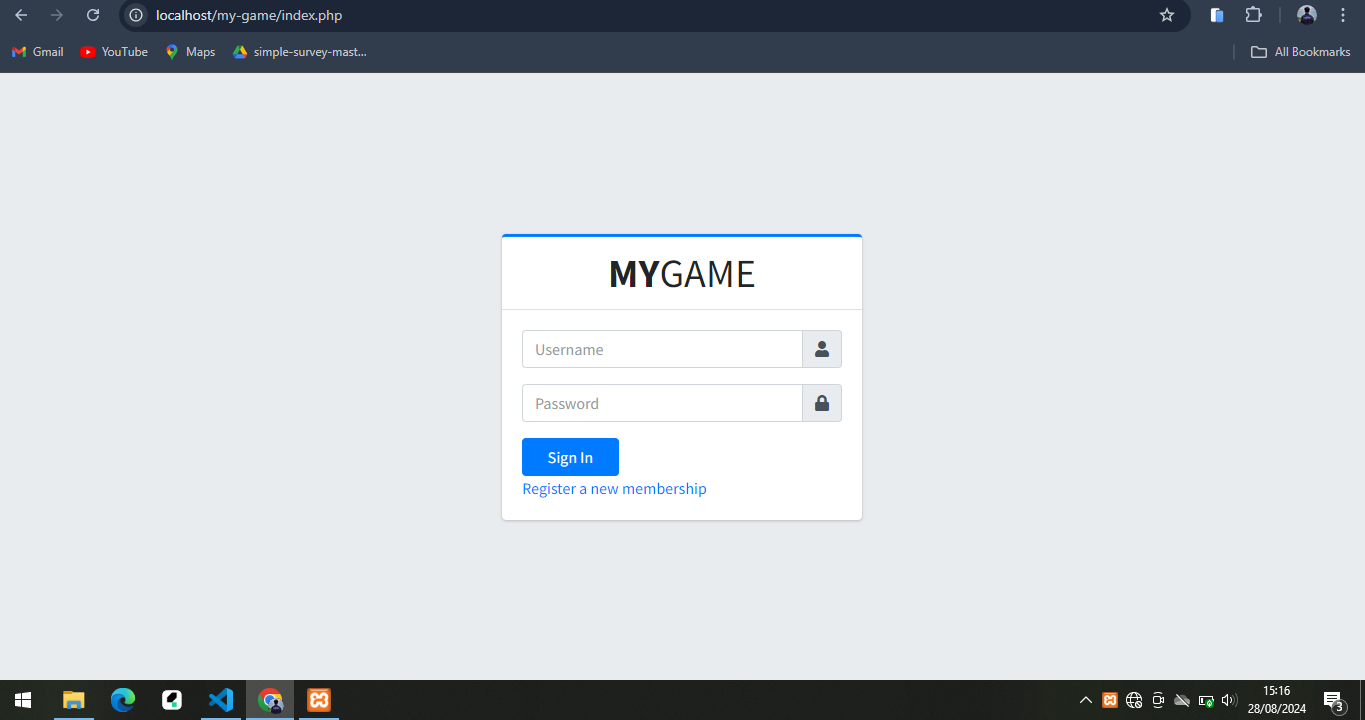 localhost/my-game/index.php
Gmail YouTube Maps simple-survey-mast... All Bookmarks
MYGAME
Username
Password
Sign In
Register a new membership
15:16
28/08/2024
3